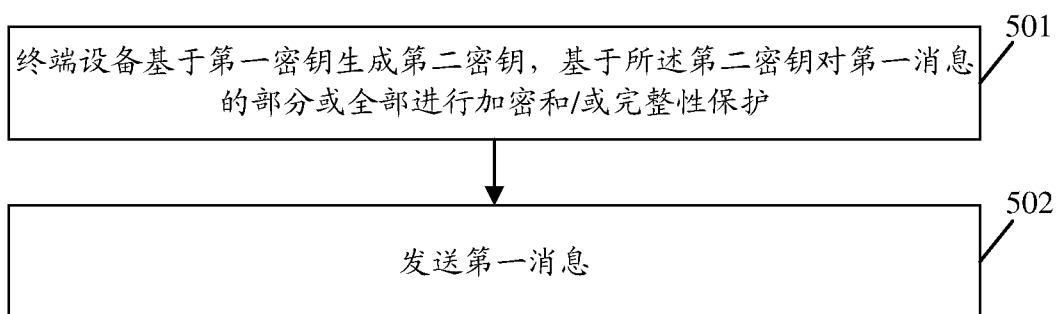 501
终端设备基于第一密钥生成第二密钥，基于所述第二密钥对第一消息
的部分或全部进行加密和/或完整性保护
502
发送第一消息